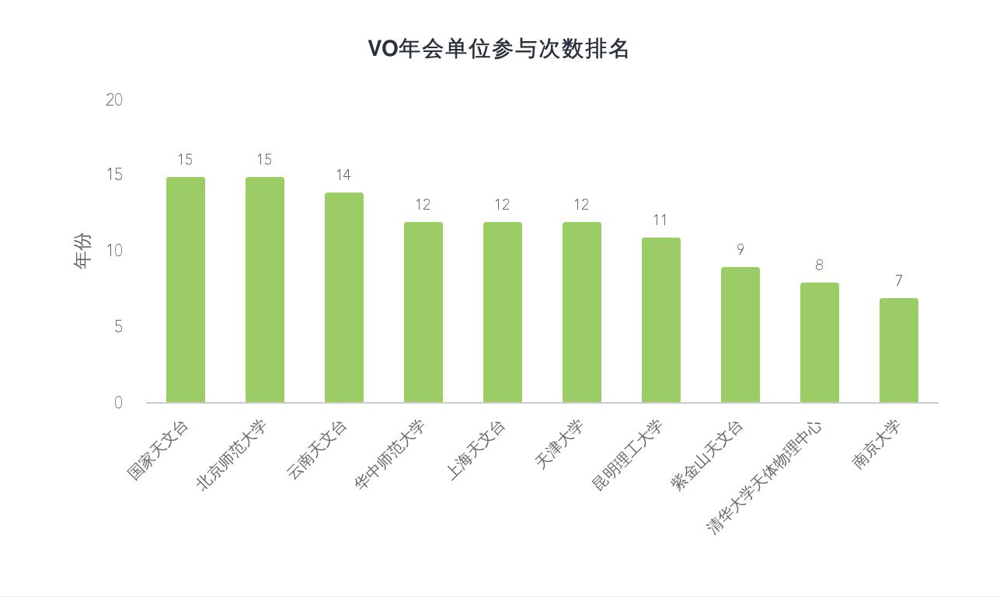 VO年会单位参与次数排名
20
15
10
5
0
年份
15
15
14
12
12
12
11
9
8
7
国家天文台
北京师范大学
云南天文台
华中师范大学
上海天文台
天津大学
昆明理工大学
紫金山天文台
清华大学天体物理中心
南京大学